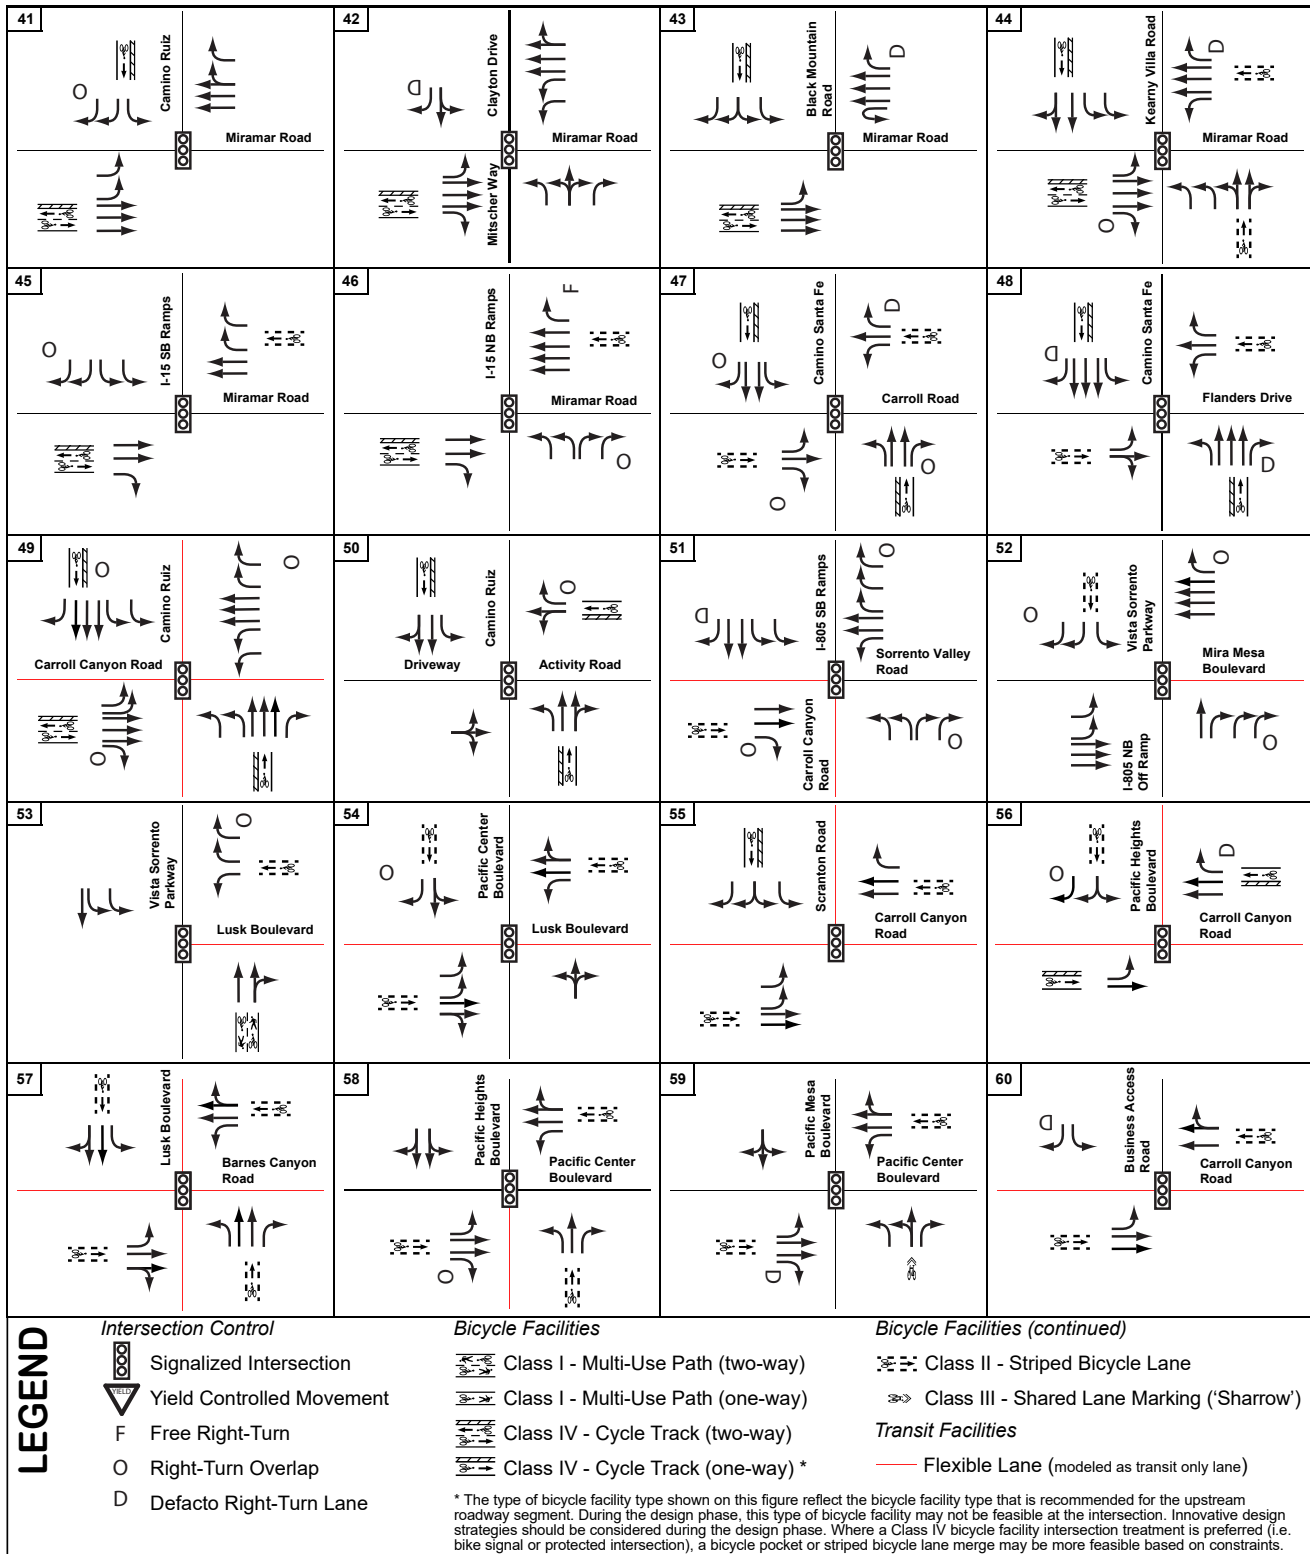 41
Camino Ruiz
O
Miramar Road
42
Clayton Drive
D
Miramar Road
Mitscher Way
43
Black Mountain
Road
D
Miramar Road
44
Kearny Villa Road
D
Miramar Road
O
45
I-15 SB Ramps
O
Miramar Road
46
I-15 NB Ramps
F
Miramar Road
O
47
Camino Santa Fe
D
O
Carroll Road
O
O
48
Camino Santa Fe
D
Flanders Drive
D
49
O
Camino Ruiz
O
Carroll Canyon Road
O
50
Camino Ruiz
O
Driveway
Activity Road
51
D
I-805 SB Ramps
O
Sorrento Valley
Road
O
Carroll Canyon
Road
O
52
O
Vista Sorrento
Parkway
O
Mira Mesa
Boulevard
I-805 NB
Off Ramp
O
53
Vista Sorrento
Parkway
O
Lusk Boulevard
54
O
Pacific Center
Boulevard
Lusk Boulevard
55
Scranton Road
Carroll Canyon
Road
56
O
Pacific Heights
Boulevard
D
Carroll Canyon
Road
57
Lusk Boulevard
Barnes Canyon
Road
58
Pacific Heights
Boulevard
Pacific Center
Boulevard
O
59
Pacific Mesa
Boulevard
Pacific Center
Boulevard
D
60
D
Business Access
Road
Carroll Canyon
Road
LEGEND
Intersection Control
Signalized Intersection
YIELD
Yield Controlled Movement
F Free Right-Turn
O Right-Turn Overlap
D Defacto Right-Turn Lane
Bicycle Facilities
Class I - Multi-Use Path (two-way)
Class I - Multi-Use Path (one-way)
Class IV - Cycle Track (two-way)
Class IV - Cycle Track (one-way) *
Bicycle Facilities (continued)
Class II - Striped Bicycle Lane
Class III - Shared Lane Marking (‘Sharrow’)
Transit Facilities
Flexible Lane (modeled as transit only lane)
* The type of bicycle facility type shown on this figure reflect the bicycle facility type that is recommended for the upstream
roadway segment. During the design phase, this type of bicycle facility may not be feasible at the intersection. Innovative design
strategies should be considered during the design phase. Where a Class IV bicycle facility intersection treatment is preferred (i.e.
bike signal or protected intersection), a bicycle pocket or striped bicycle lane merge may be more feasible based on constraints.